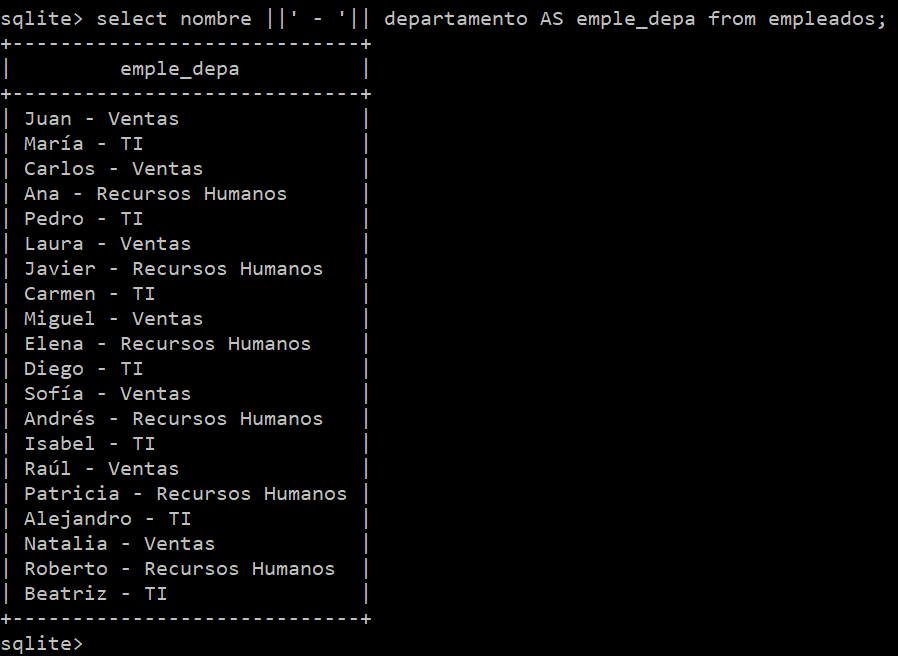 sqlite> select nombre ||' - '|| departamento AS emple_depa from empleados;
+-----------------------------+
|         emple_depa          |
+-----------------------------+
| Juan - Ventas               |
| María - TI                  |
| Carlos - Ventas             |
| Ana - Recursos Humanos      |
| Pedro - TI                  |
| Laura - Ventas              |
| Javier - Recursos Humanos   |
| Carmen - TI                 |
| Miguel - Ventas             |
| Elena - Recursos Humanos    |
| Diego - TI                  |
| Sofía - Ventas              |
| Andrés - Recursos Humanos   |
| Isabel - TI                 |
| Raúl - Ventas               |
| Patricia - Recursos Humanos |
| Alejandro - TI              |
| Natalia - Ventas            |
| Roberto - Recursos Humanos  |
| Beatriz - TI                |
+-----------------------------+
sqlite>